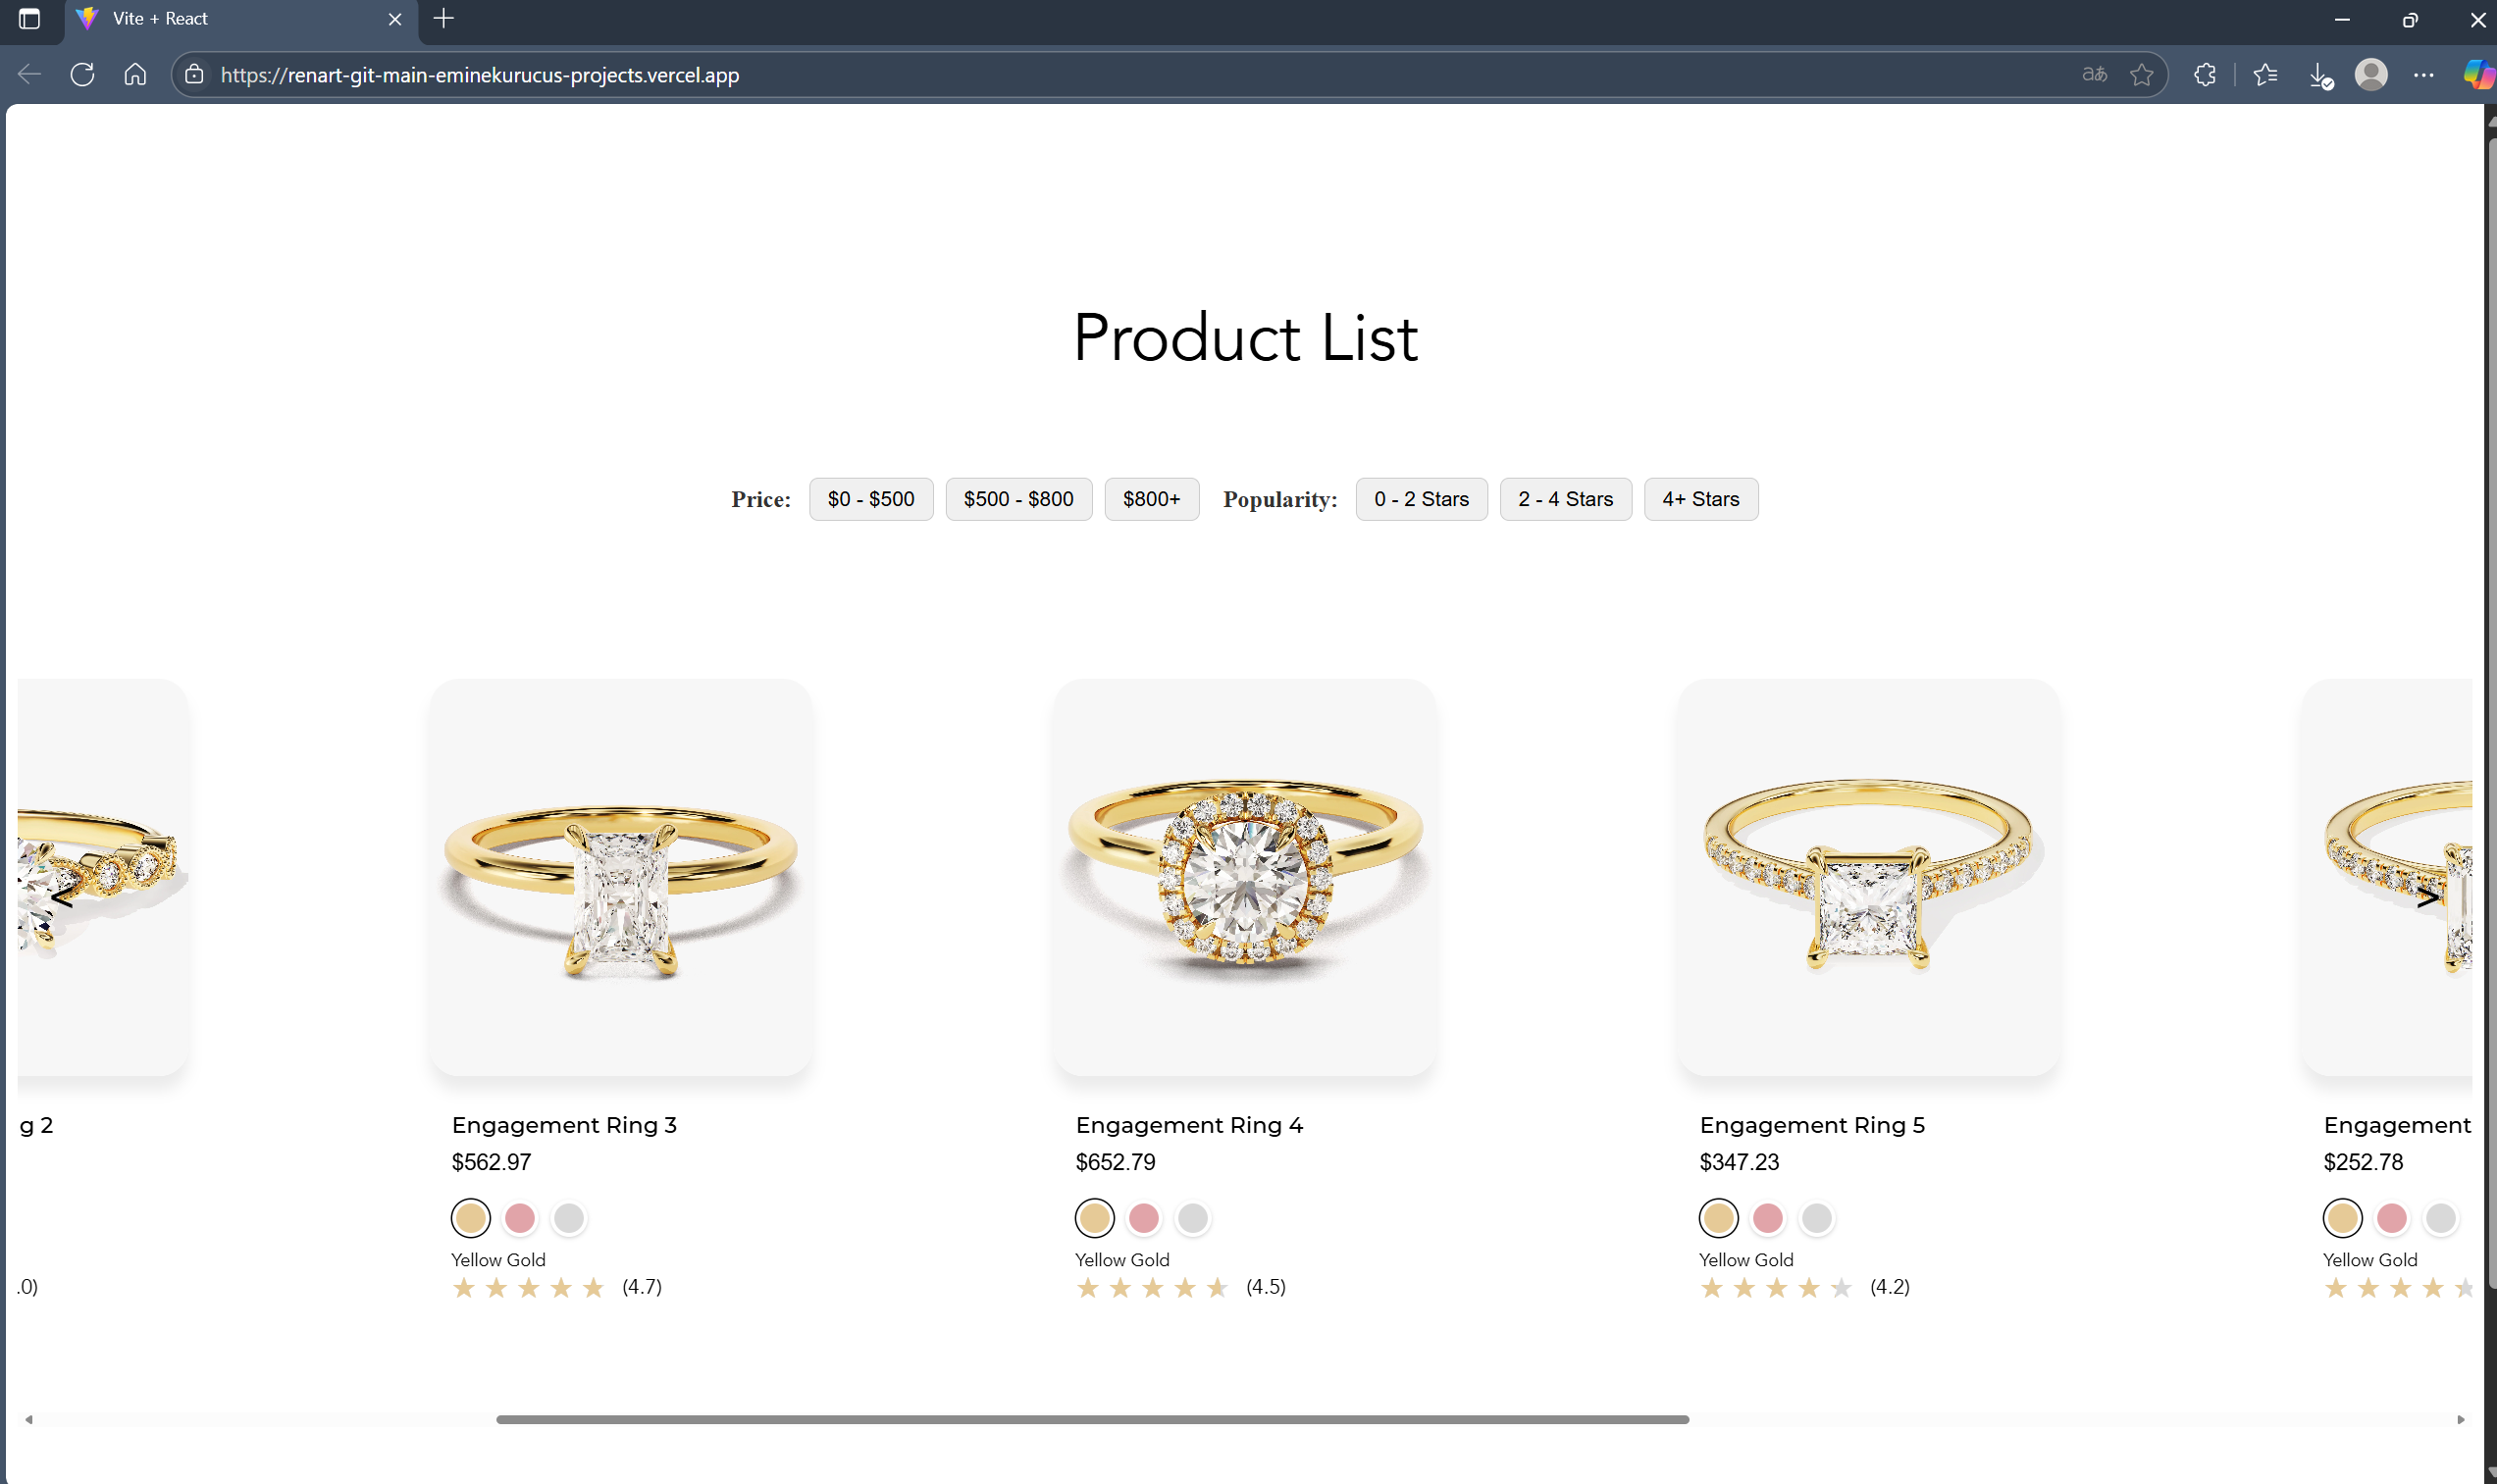 Vite + React
https://renart-git-main-eminekurucus-projects.vercel.app
aあ
Product List
Price: $0 - $500 $500 - $800 $800+ Popularity: 0 - 2 Stars 2 - 4 Stars 4+ Stars
< >
g 2 Engagement Ring 3 Engagement Ring 4 Engagement Ring 5 Engagement
$562.97 $652.79 $347.23 $252.78
Yellow Gold Yellow Gold Yellow Gold Yellow Gold
.0) (4.7) (4.5) (4.2)